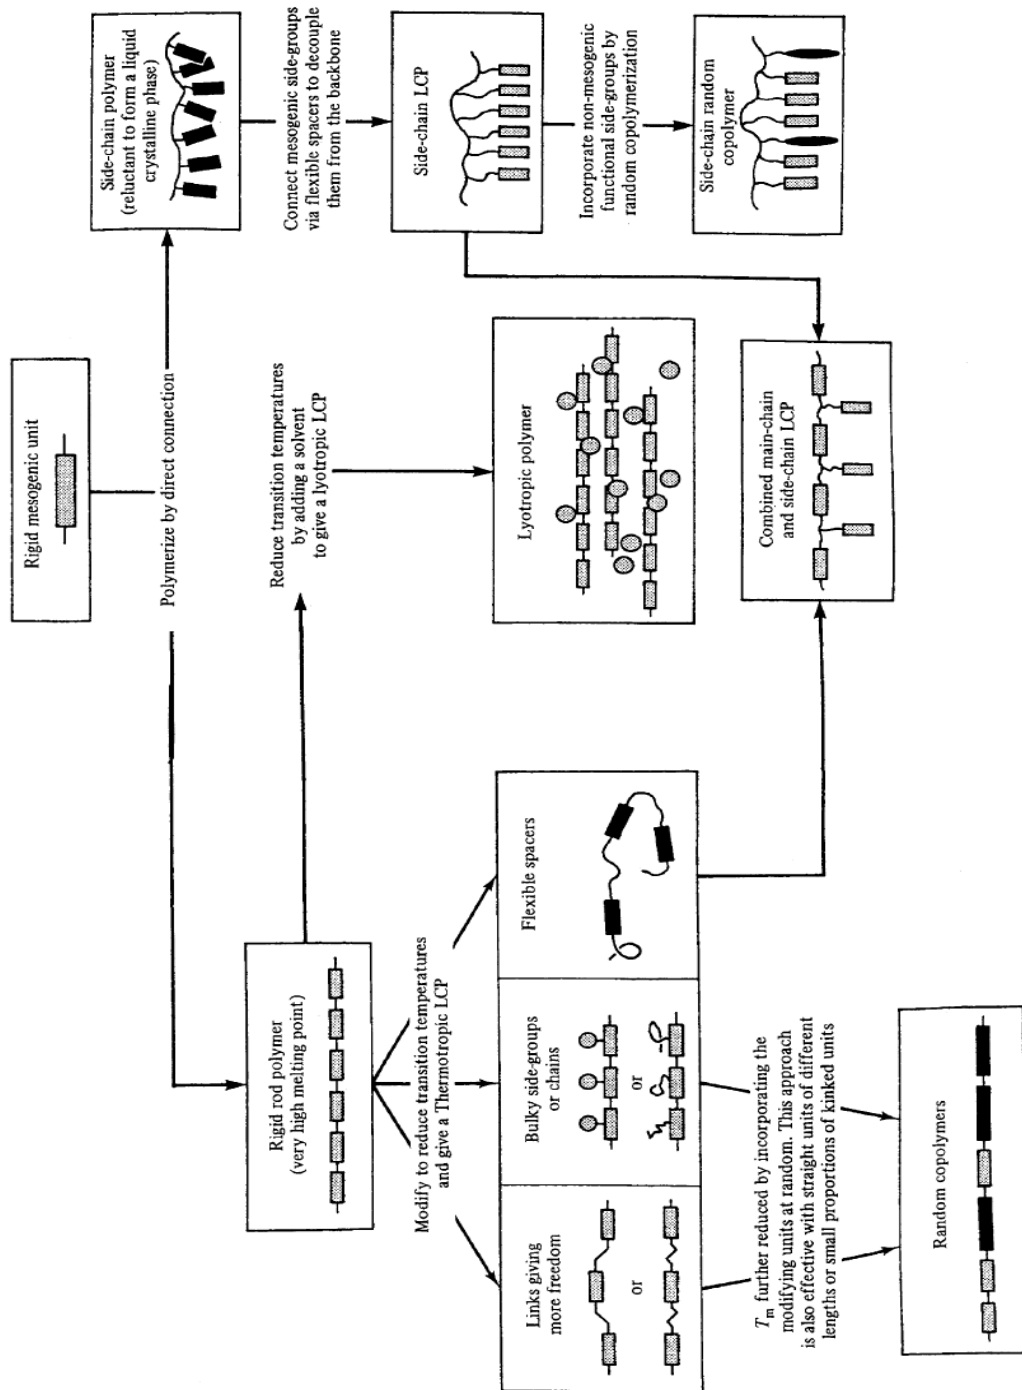 Rigid mesogenic unit
Polymerize by direct connection
Side-chain polymer
(reluctant to form a liquid
crystalline phase)
Connect mesogenic side-groups
via flexible spacers to decouple
them from the backbone
Side-chain LCP
Incorporate non-mesogenic
functional side-groups by
random copolymerization
Side-chain random
copolymer
Rigid rod polymer
(very high melting point)
Reduce transition temperatures
by adding a solvent
to give a lyotropic LCP
Lyotropic polymer
Modify to reduce transition temperatures
and give a Thermotropic LCP
Links giving
more freedom
or
Bulky side-groups
or chains
or
Flexible spacers
Combined main-chain
and side-chain LCP
Tm further reduced by incorporating the
modifying units at random. This approach
is also effective with straight units of different
lengths or small proportions of kinked units
Random copolymers